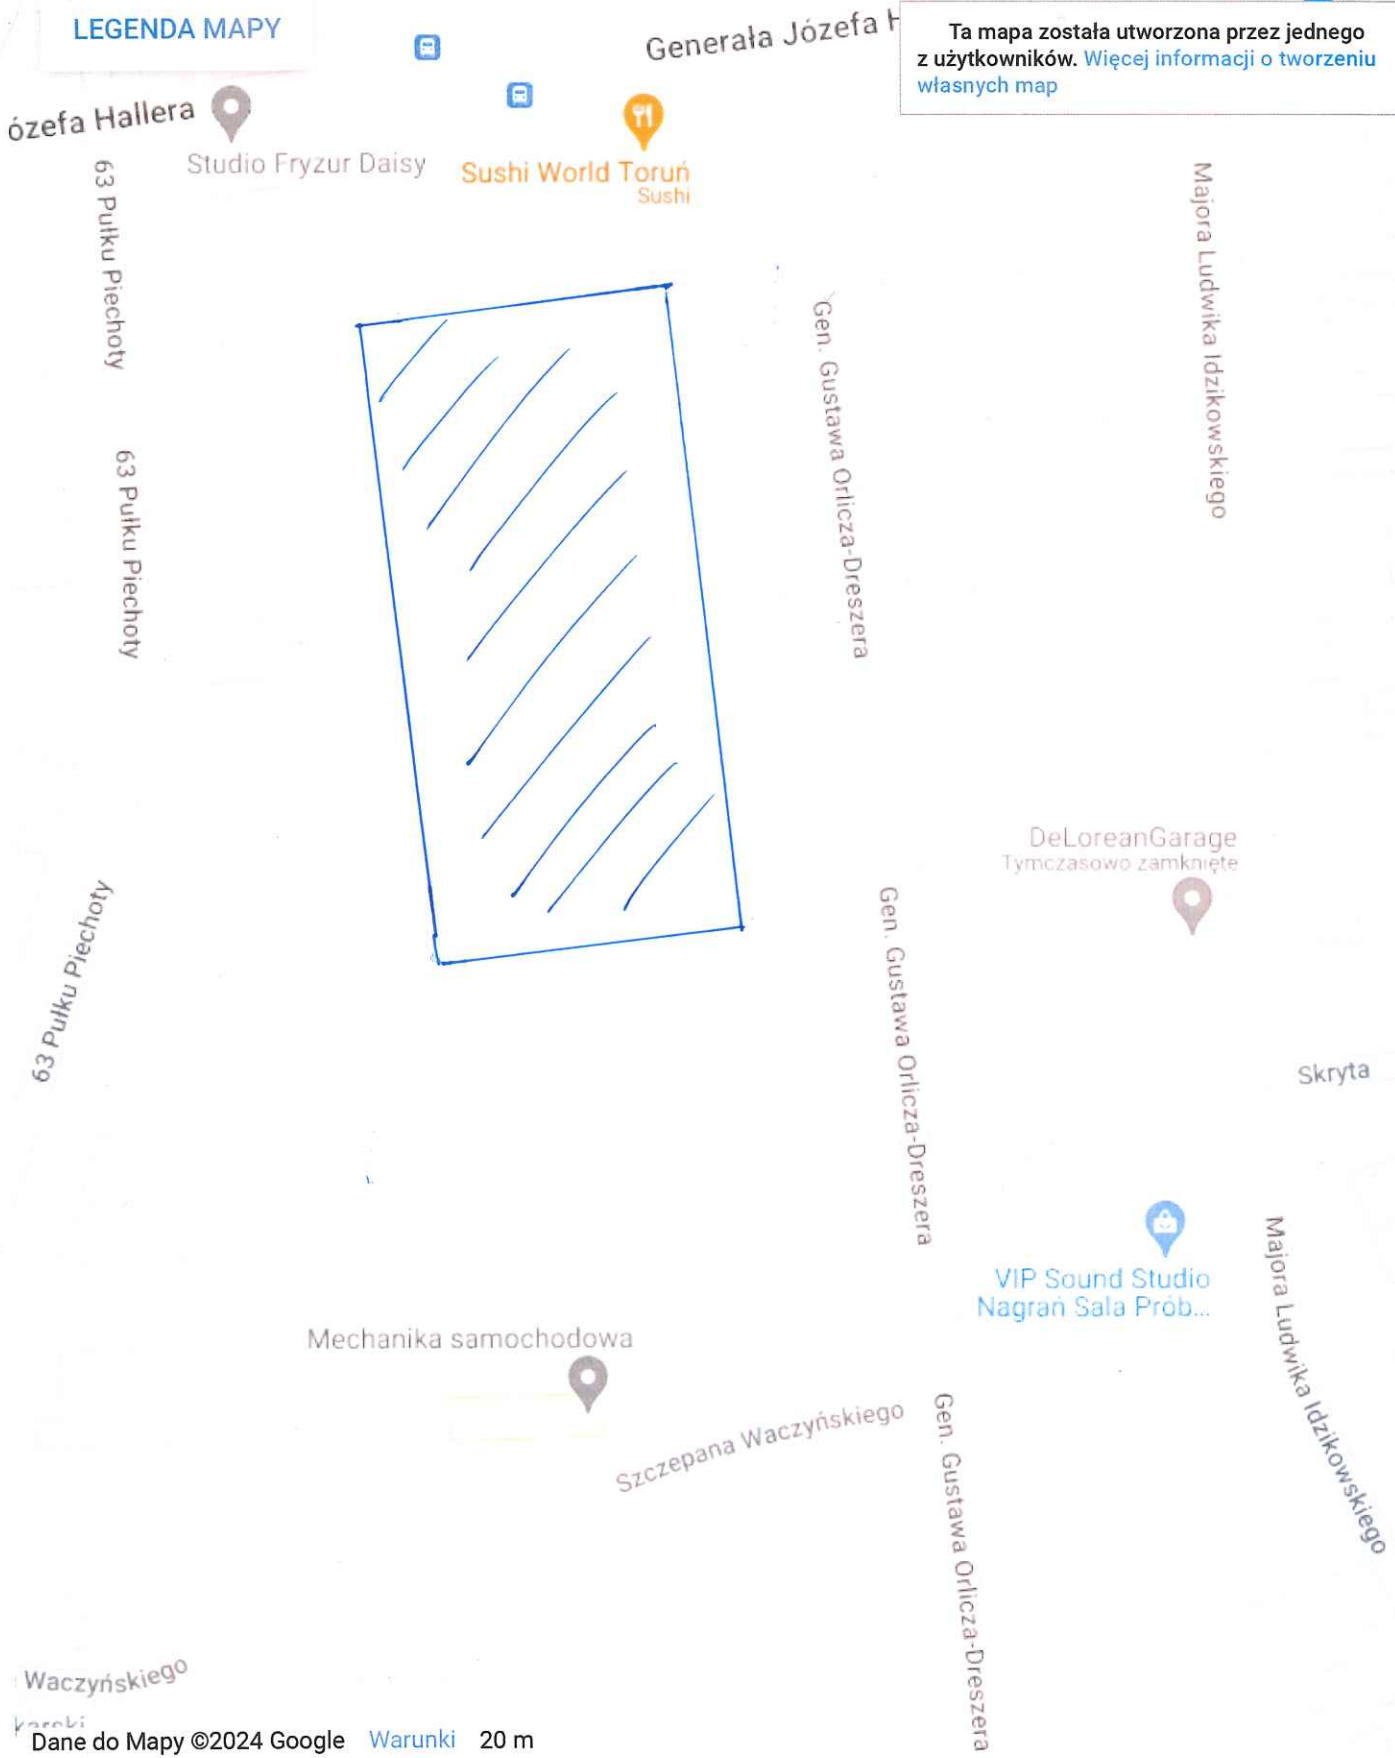 LEGENDA MAPY
Generała Józefa H
Ta mapa została utworzona przez jednego
z użytkowników. Więcej informacji o tworzeniu
własnych map
ózefa Hallera
Studio Fryzur Daisy
Sushi World Toruń
Sushi
63 Pułku Piechoty
Majora Ludwika Idzikowskiego
Gen. Gustawa Orlicza-Dreszera
63 Pułku Piechoty
DeLoreanGarage
Tymczasowo zamknięte
63 Pułku Piechoty
Gen. Gustawa Orlicza-Dreszera
Skryta
VIP Sound Studio
Nagrań Sala Prób...
Majora Ludwika Idzikowskiego
Mechanika samochodowa
Szczepana Waczyńskiego
Gen. Gustawa Orlicza-Dreszera
Waczyńskiego
Dane do Mapy ©2024 Google Warunki 20 m